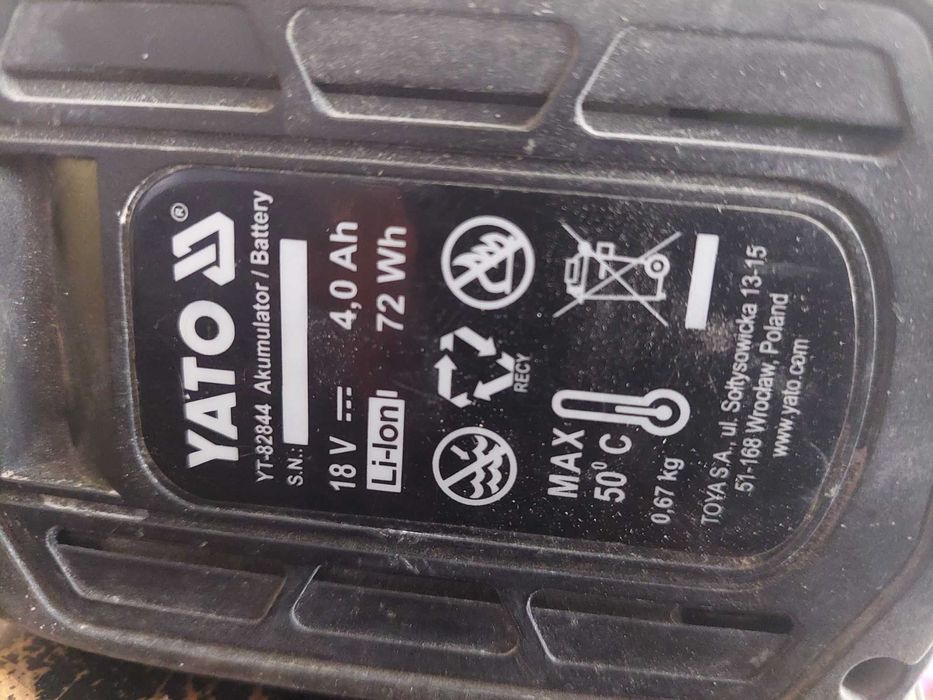 YATO ®
YT-82844 Akumulator / Battery
S.N.:
18 V 4,0 Ah
Li-Ion 72 Wh
RECY
MAX
50⁰ C
0,67 kg
TOYA S.A., ul. Sołtysowicka 13-15
51-168 Wrocław, Poland
www.yato.com